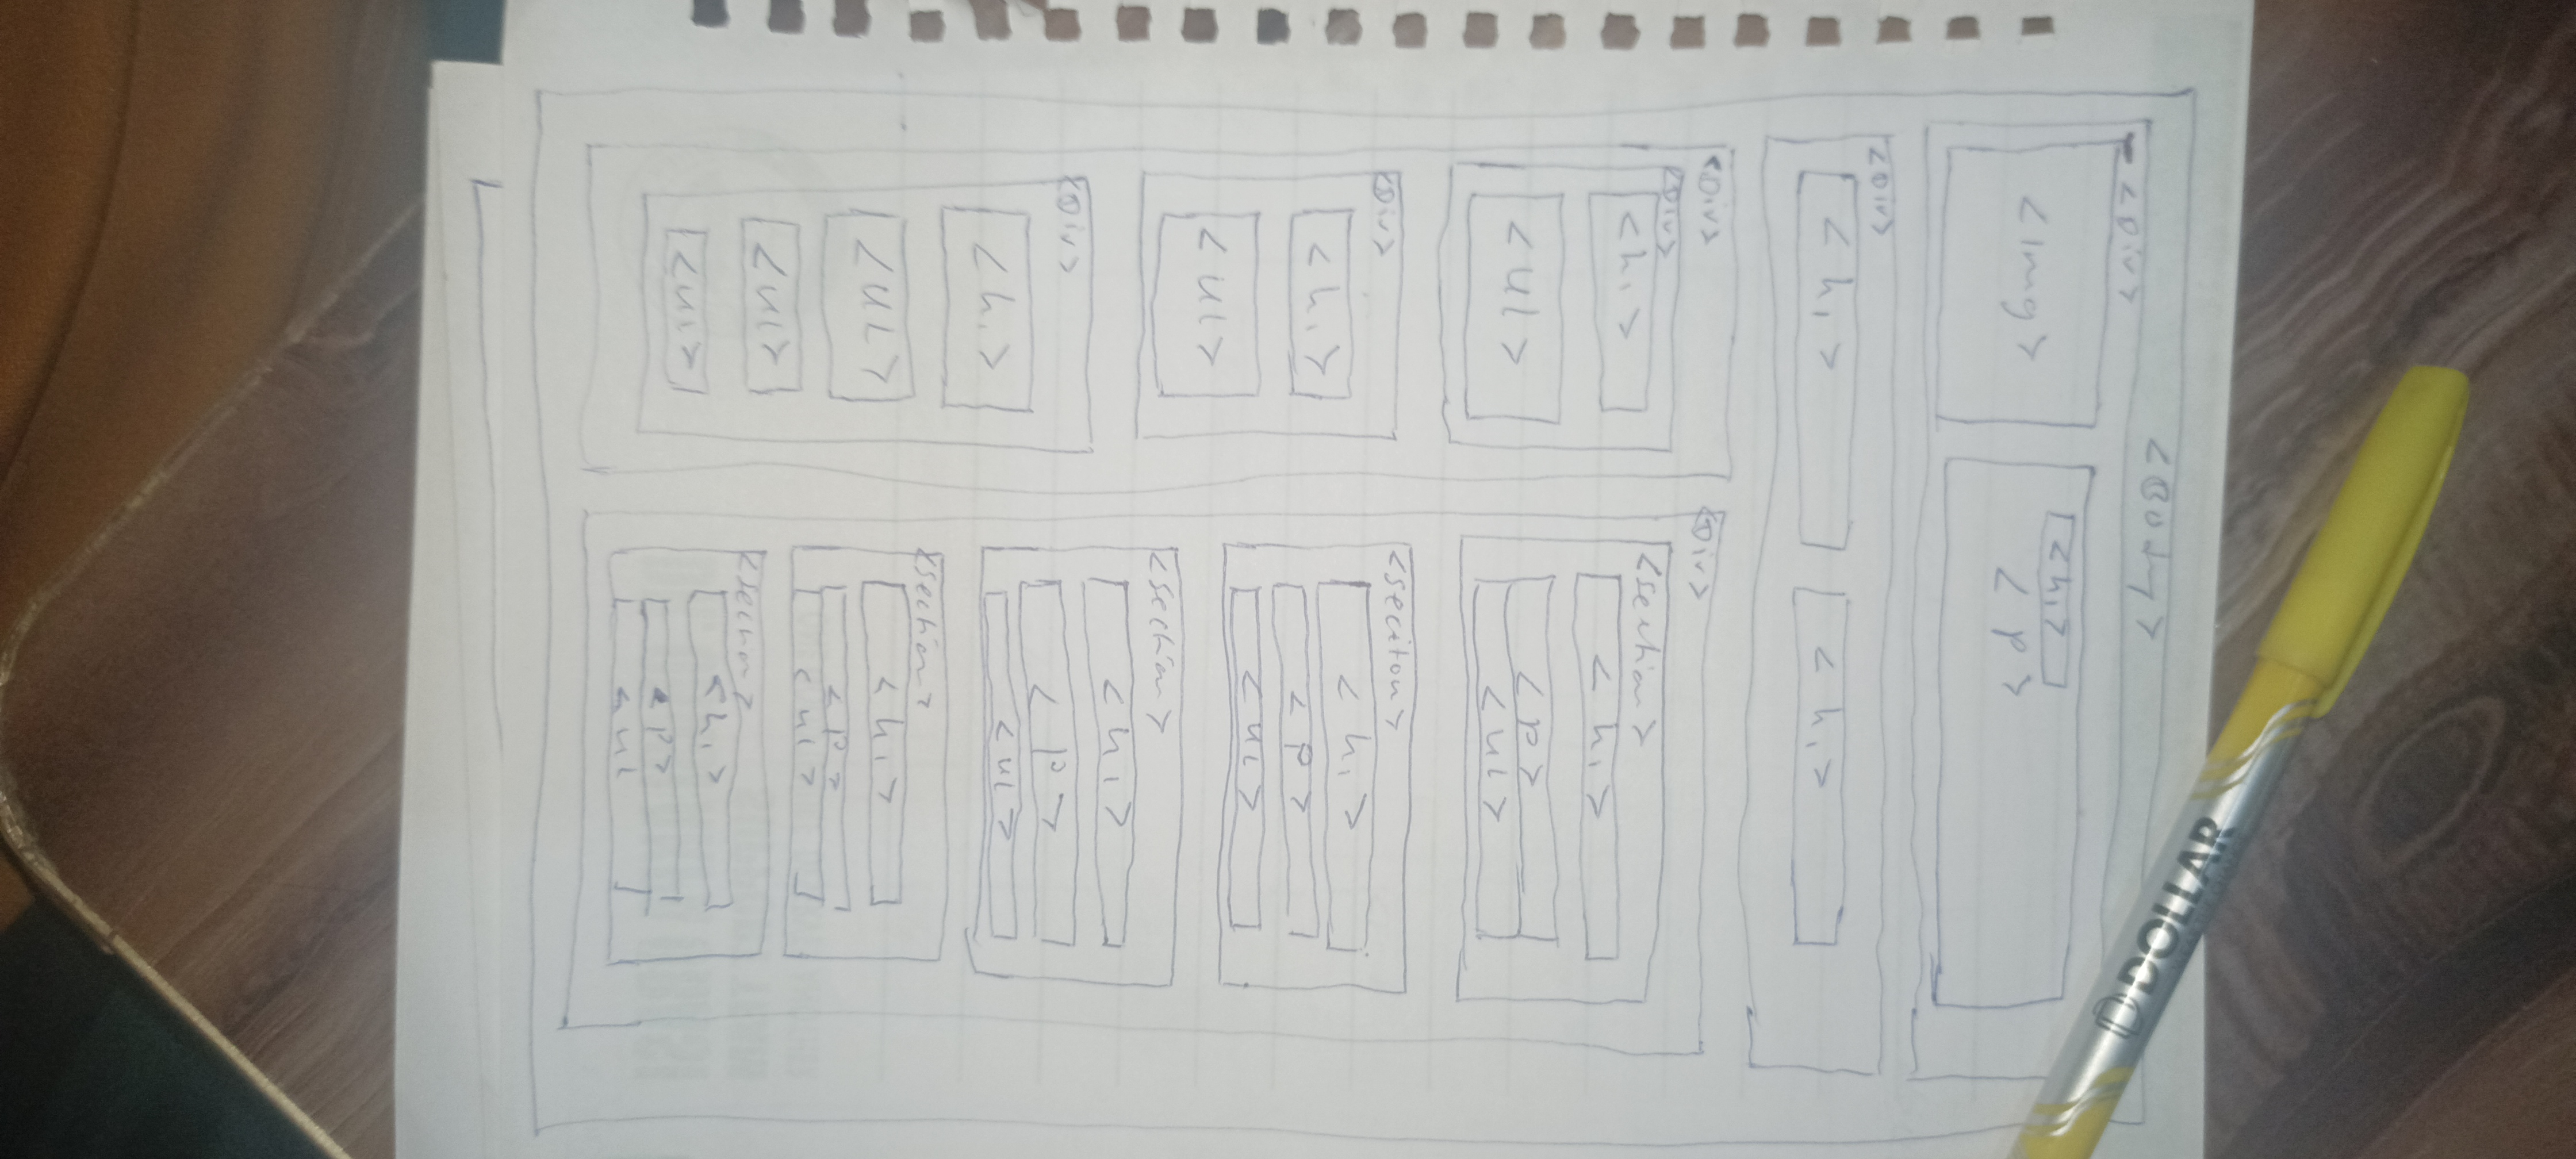 <Body>
<Div>
<Img>
<h1>
<p>
<Div>
<h1>
<h1>
<Div>
<Div>
<h1>
<ul>
<Div>
<h1>
<ul>
<Div>
<h1>
<ul>
<ul>
<ul>
<Div>
<section>
<h1>
<p>
<ul>
<seciton>
<h1>
<p>
<ul>
<section>
<h1>
<p>
<ul>
<section>
<h1>
<p>
<ul>
<section>
<h1>
<p>
<ul
DOLLAR